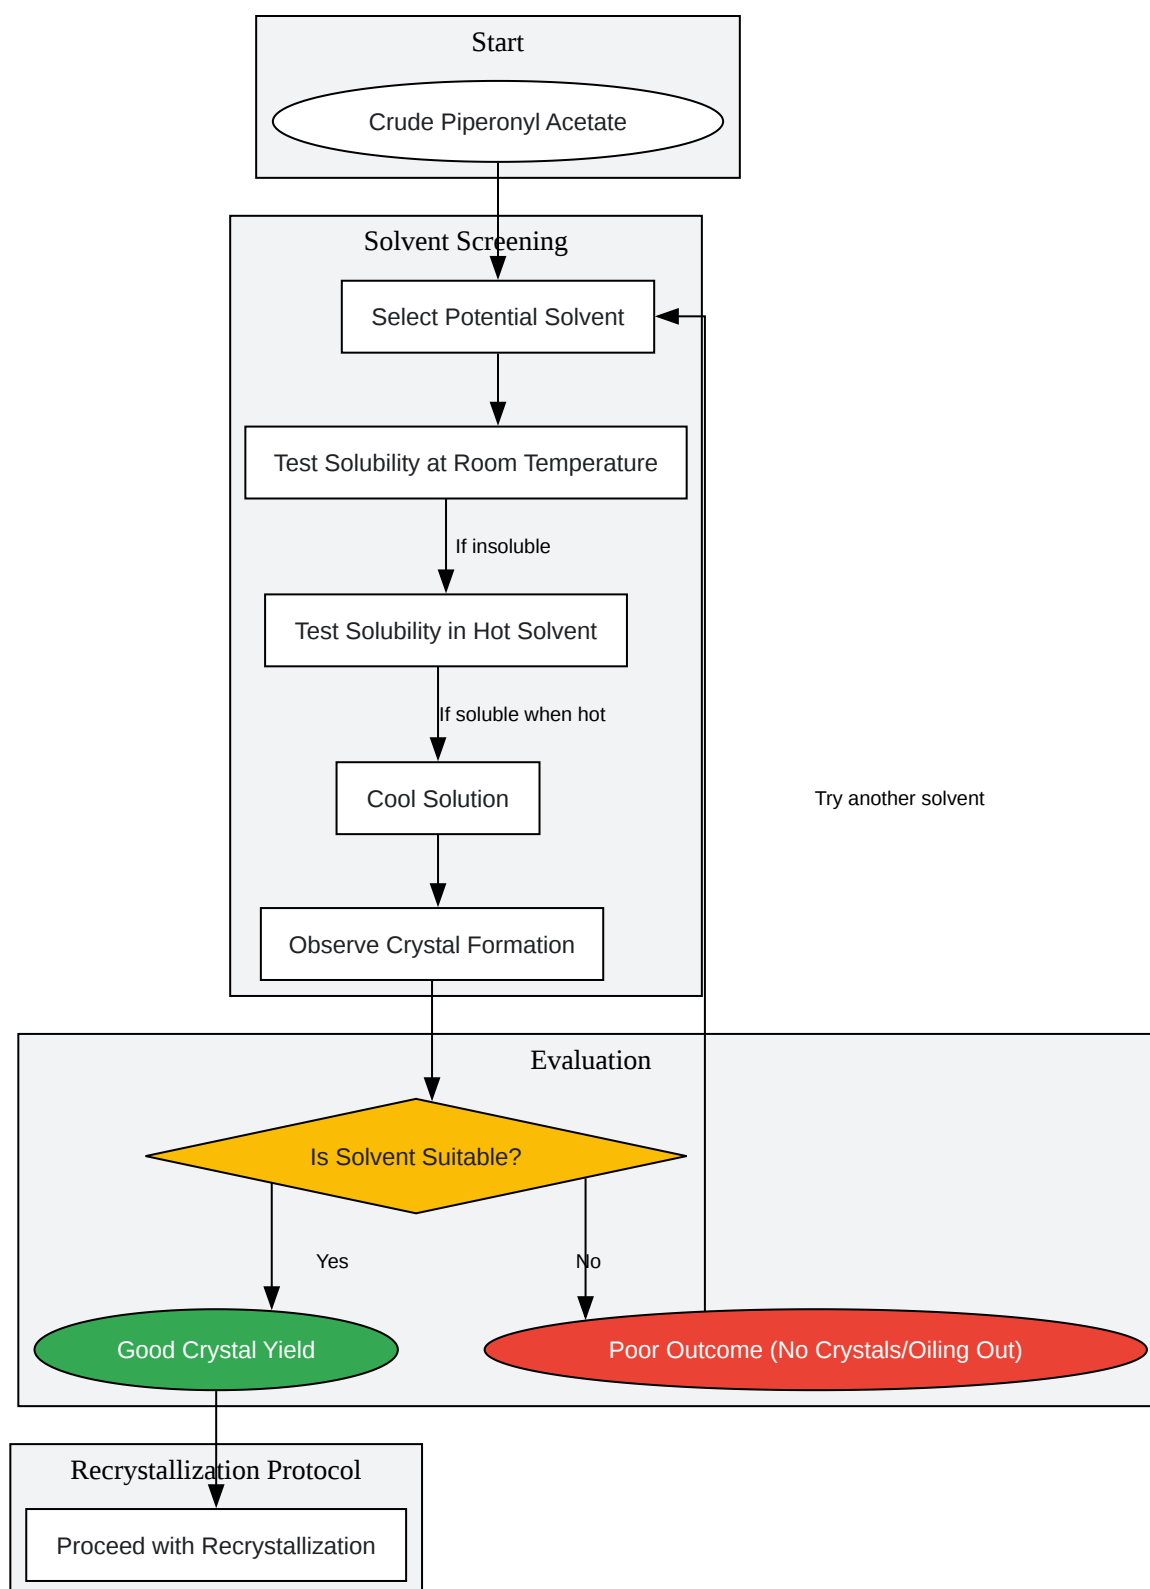 Start
Crude Piperonyl Acetate
Solvent Screening
Select Potential Solvent
Test Solubility at Room Temperature
If insoluble
Test Solubility in Hot Solvent
If soluble when hot
Cool Solution
Try another solvent
Observe Crystal Formation
Evaluation
Is Solvent Suitable?
Yes
No
Good Crystal Yield
Poor Outcome (No Crystals/Oiling Out)
Recrystallization Protocol
Proceed with Recrystallization